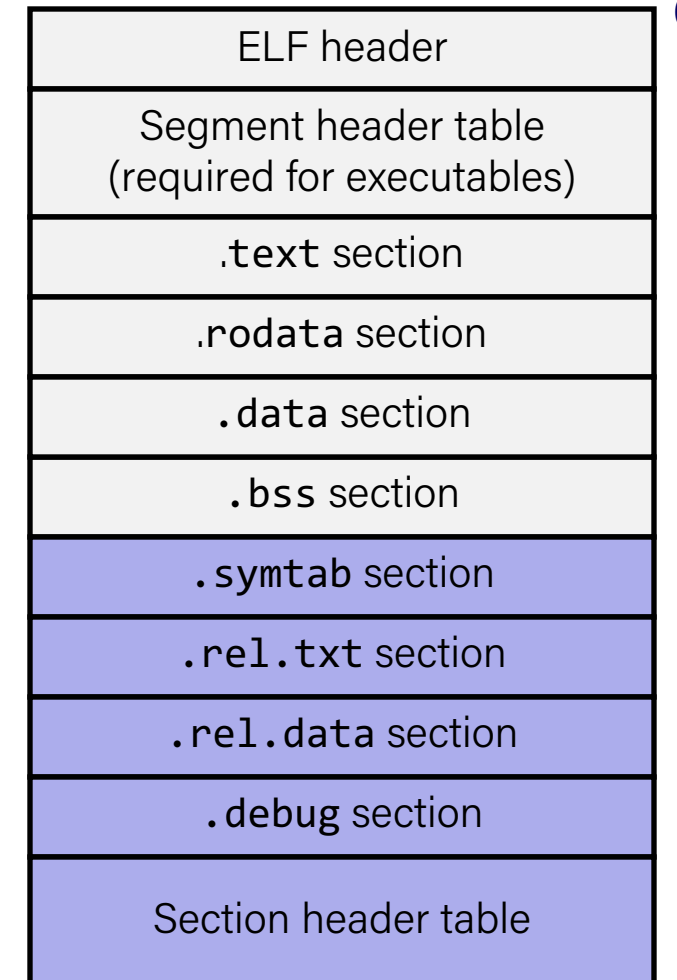 ELF header
Segment header table
(required for executables)
.text section
.rodata section
.data section
.bss section
.symtab section
.rel.txt section
.rel.data section
.debug section
Section header table